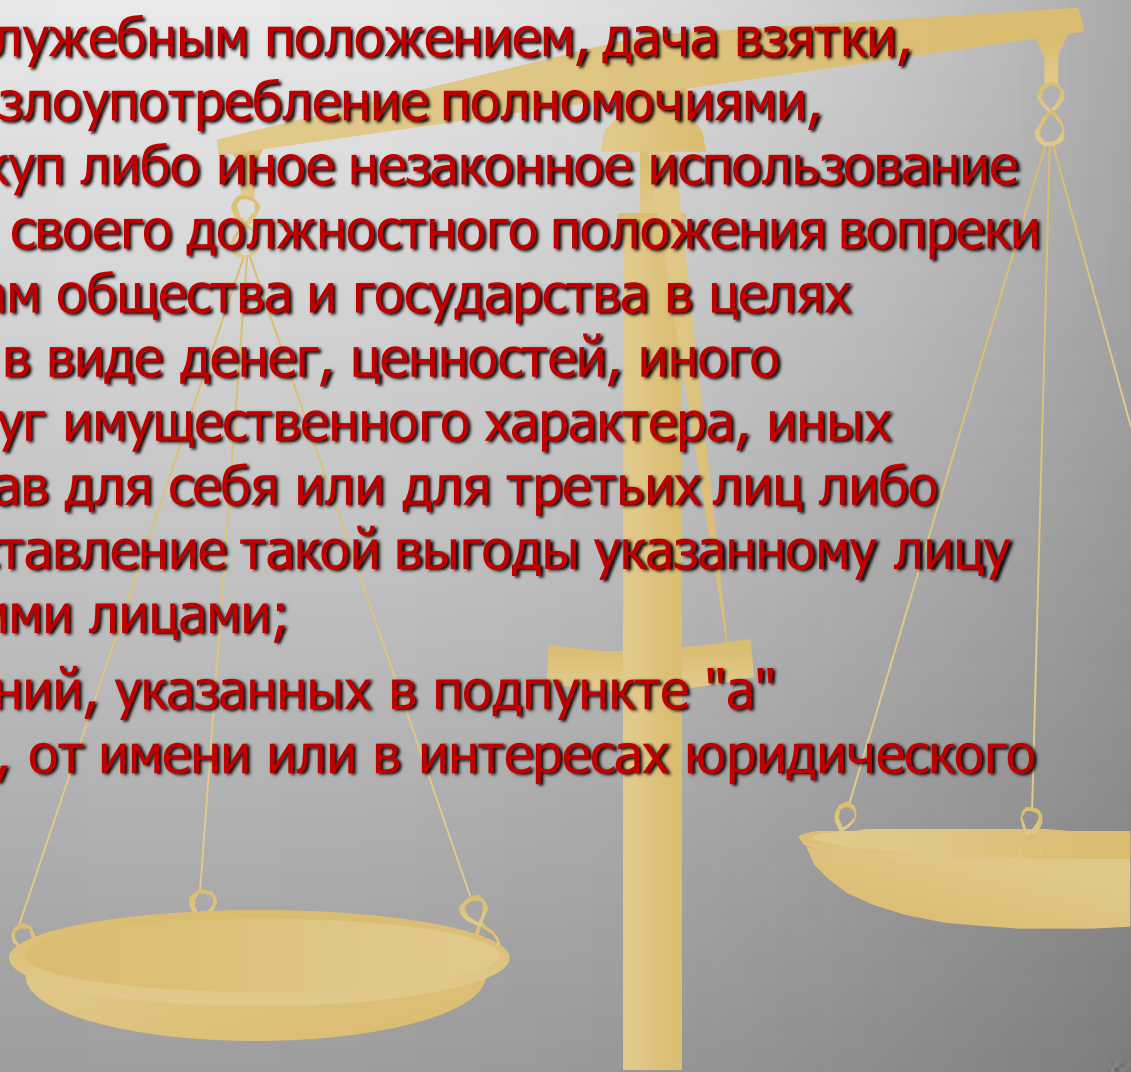 лужебным положением, дача взятки,
злоупотребление полномочиями,
куп либо иное незаконное использование
своего должностного положения вопреки
ам общества и государства в целях
в виде денег, ценностей, иного
уг имущественного характера, иных
ав для себя или для третьих лиц либо
ставление такой выгоды указанному лицу
ими лицами;
ний, указанных в подпункте "а"
, от имени или в интересах юридического